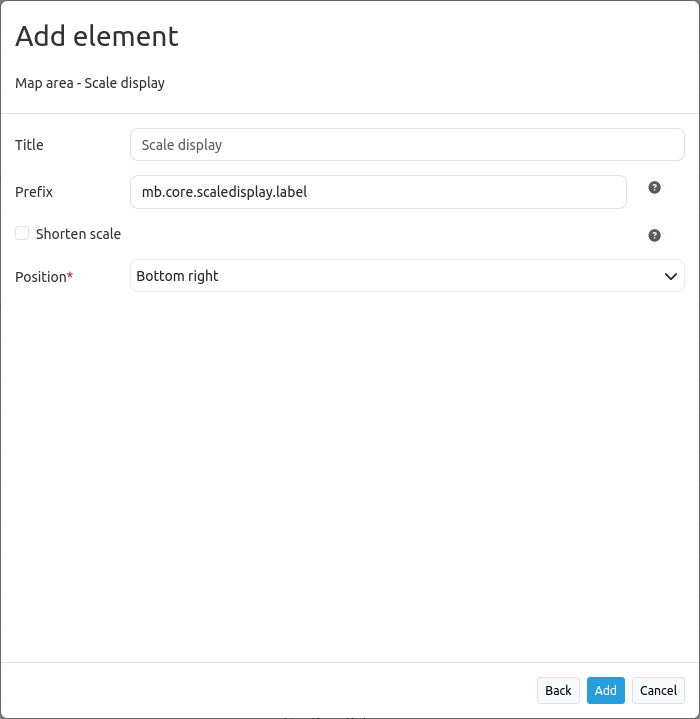 Add element
Map area - Scale display
Title
Scale display
Prefix
mb.core.scaledisplay.label
?
Shorten scale
?
Position*
Bottom right
Back
Add
Cancel